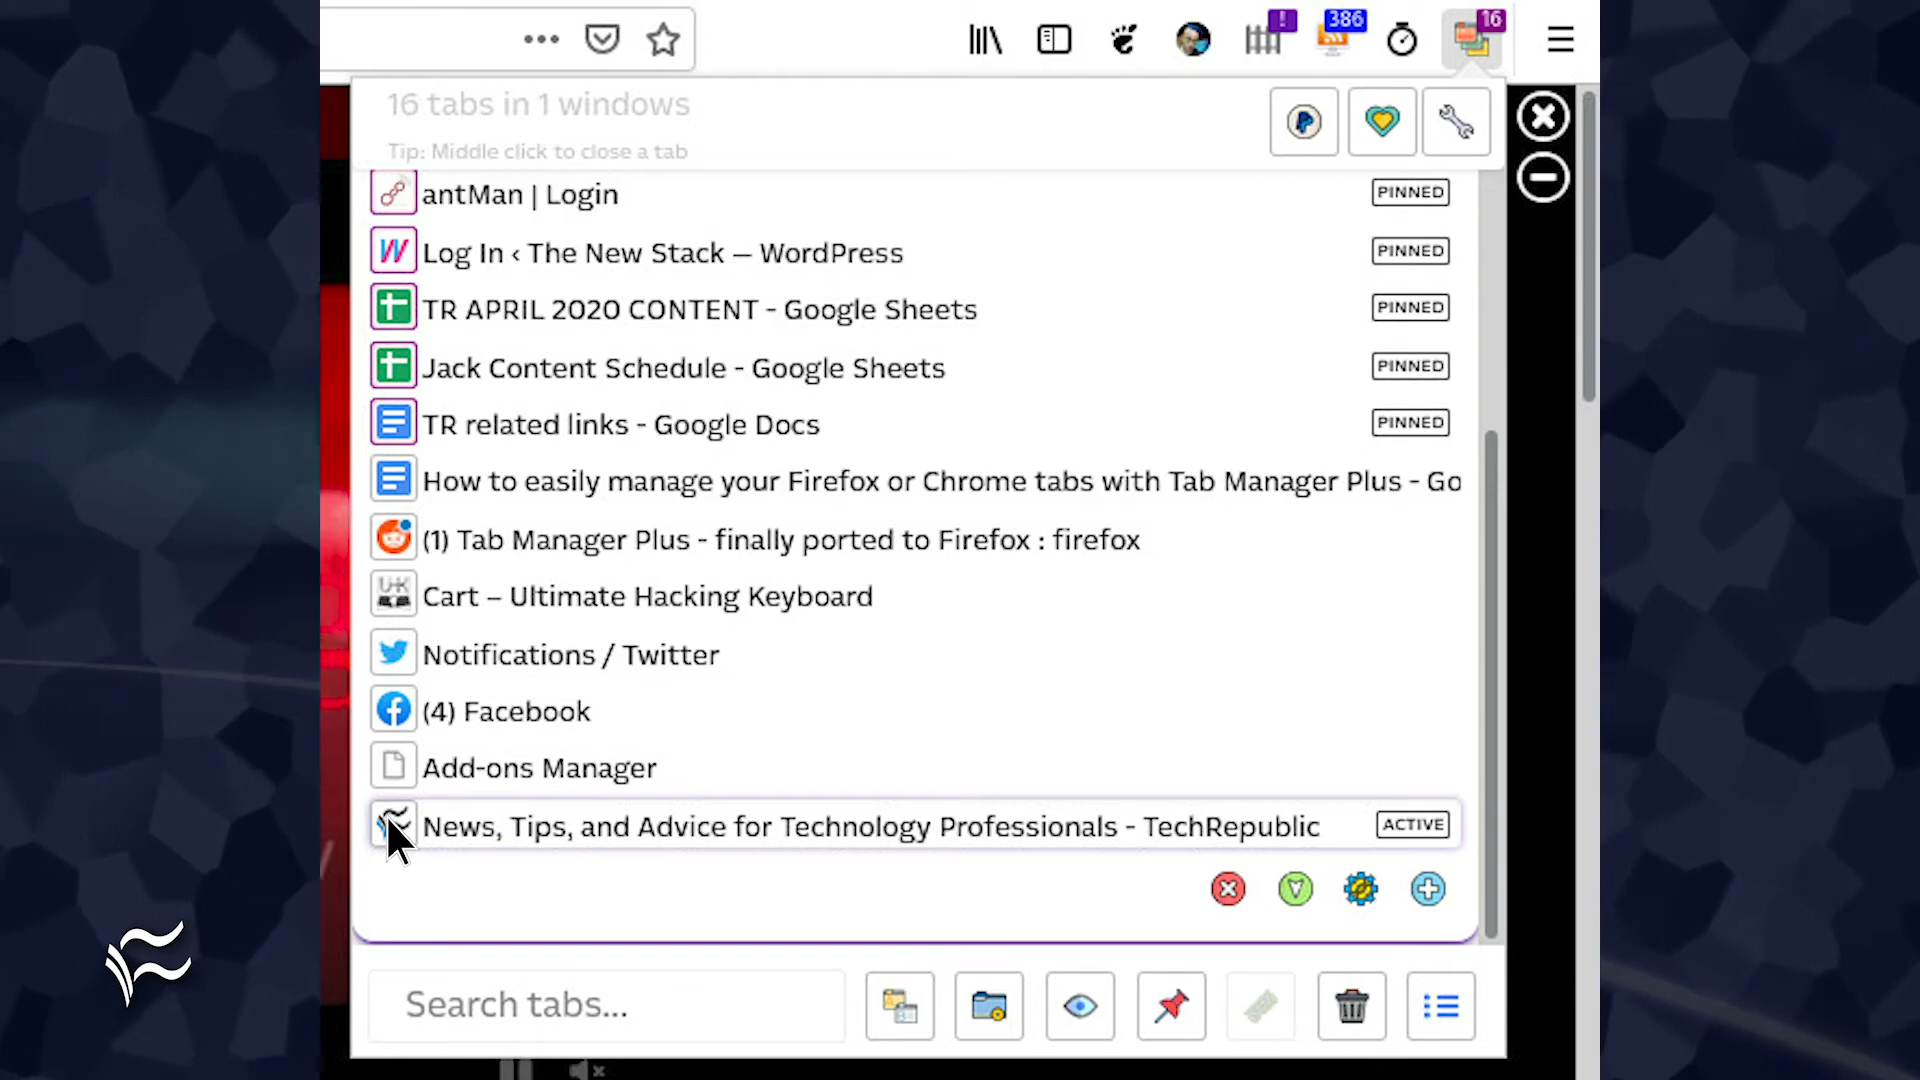 !
386
16
16 tabs in 1 windows
Tip: Middle click to close a tab
antMan | Login PINNED
Log In ‹ The New Stack — WordPress PINNED
TR APRIL 2020 CONTENT - Google Sheets PINNED
Jack Content Schedule - Google Sheets PINNED
TR related links - Google Docs PINNED
How to easily manage your Firefox or Chrome tabs with Tab Manager Plus - Go
(1) Tab Manager Plus - finally ported to Firefox : firefox
UHK
Cart – Ultimate Hacking Keyboard
Notifications / Twitter
(4) Facebook
Add-ons Manager
News, Tips, and Advice for Technology Professionals - TechRepublic ACTIVE
Search tabs...